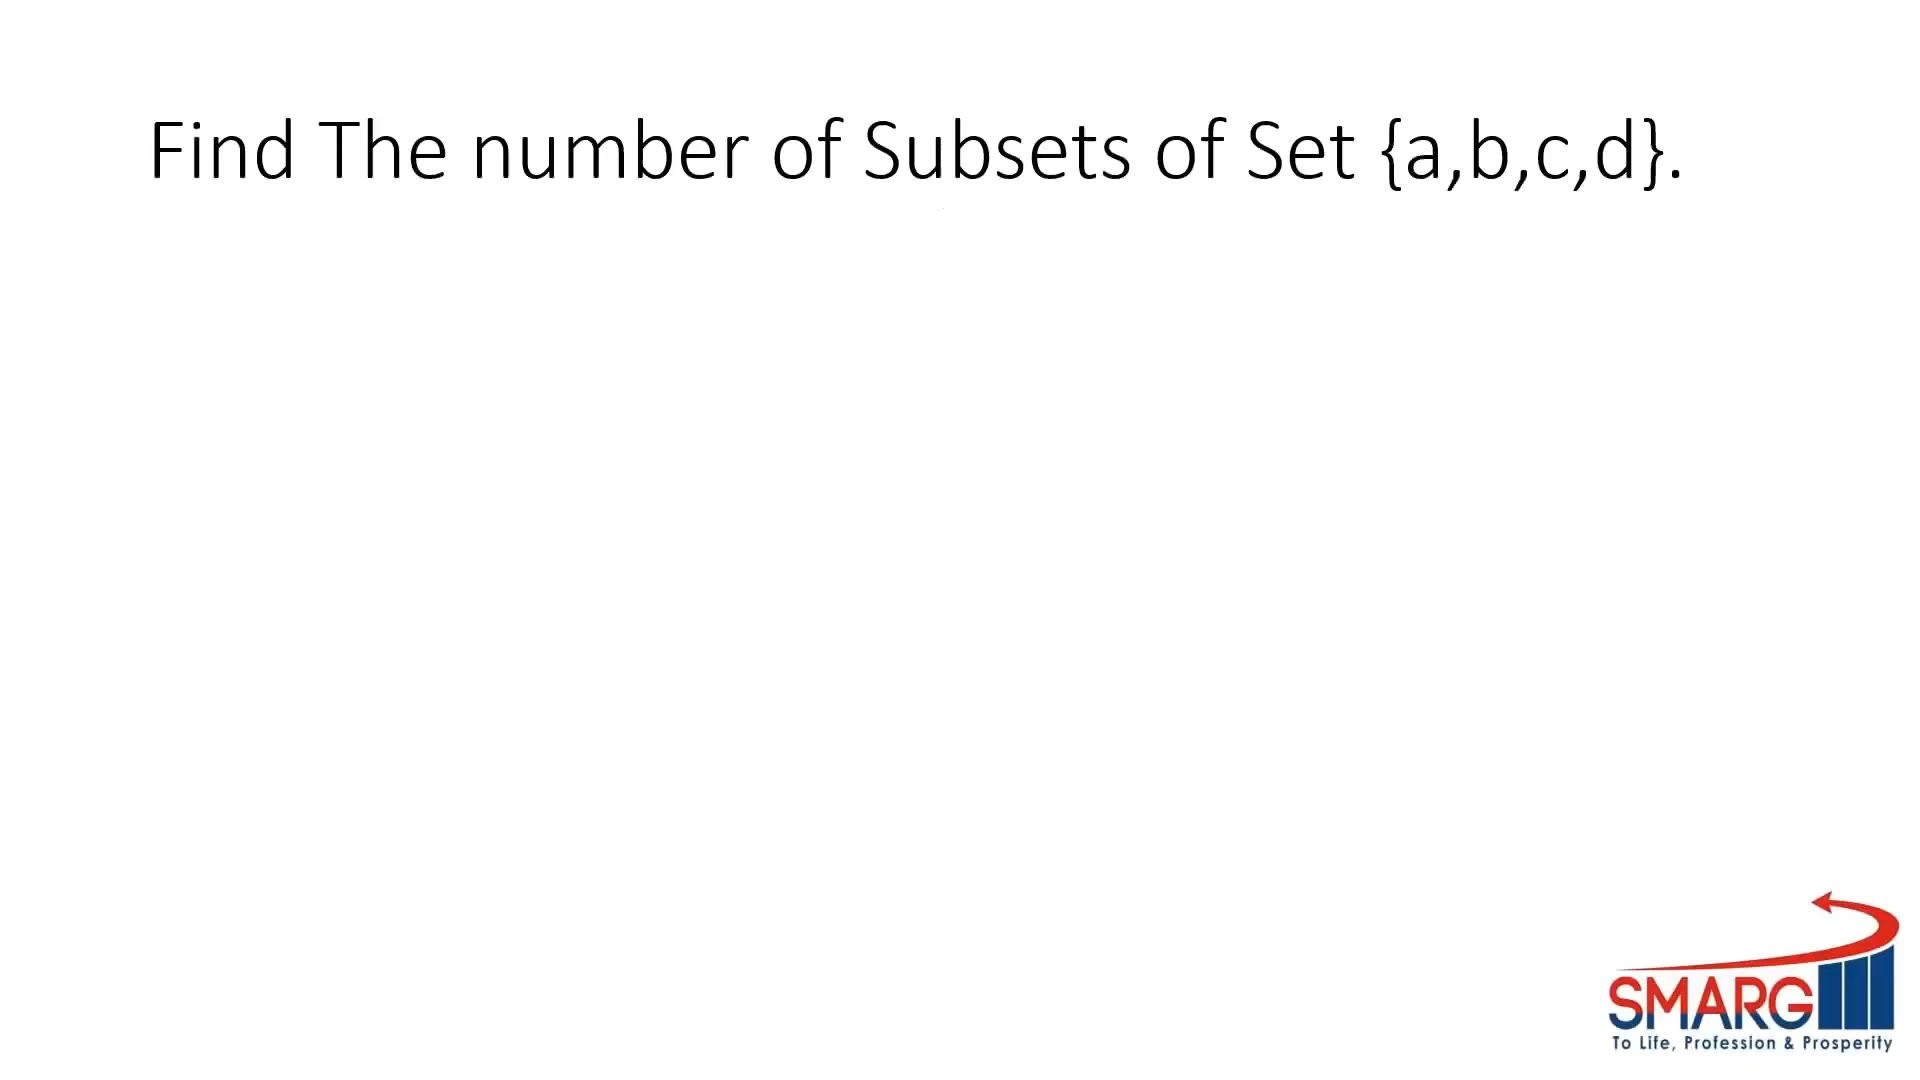 Find The number of Subsets of Set {a,b,c,d}.
SMARG
To Life, Profession & Prosperity